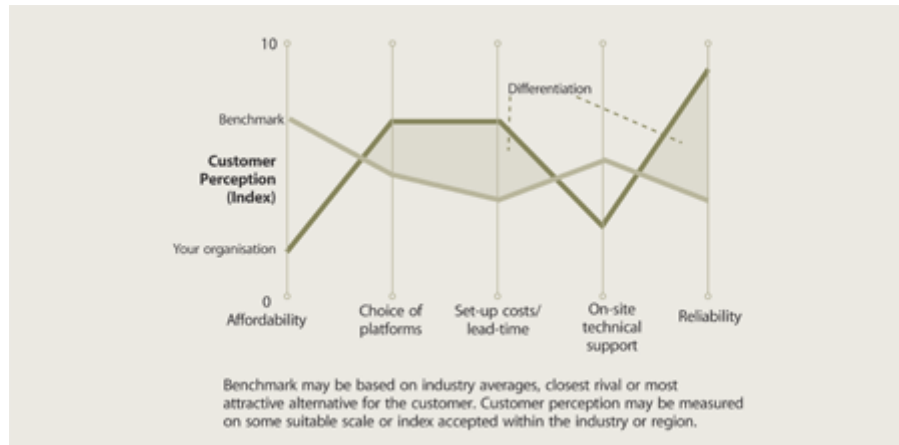 10
Differentiation
Benchmark
Customer
Perception
(Index)
Your organisation
0
Affordability
Choice of
platforms
Set-up costs/
lead-time
On-site
technical
support
Reliability
Benchmark may be based on industry averages, closest rival or most
attractive alternative for the customer. Customer perception may be measured
on some suitable scale or index accepted within the industry or region.